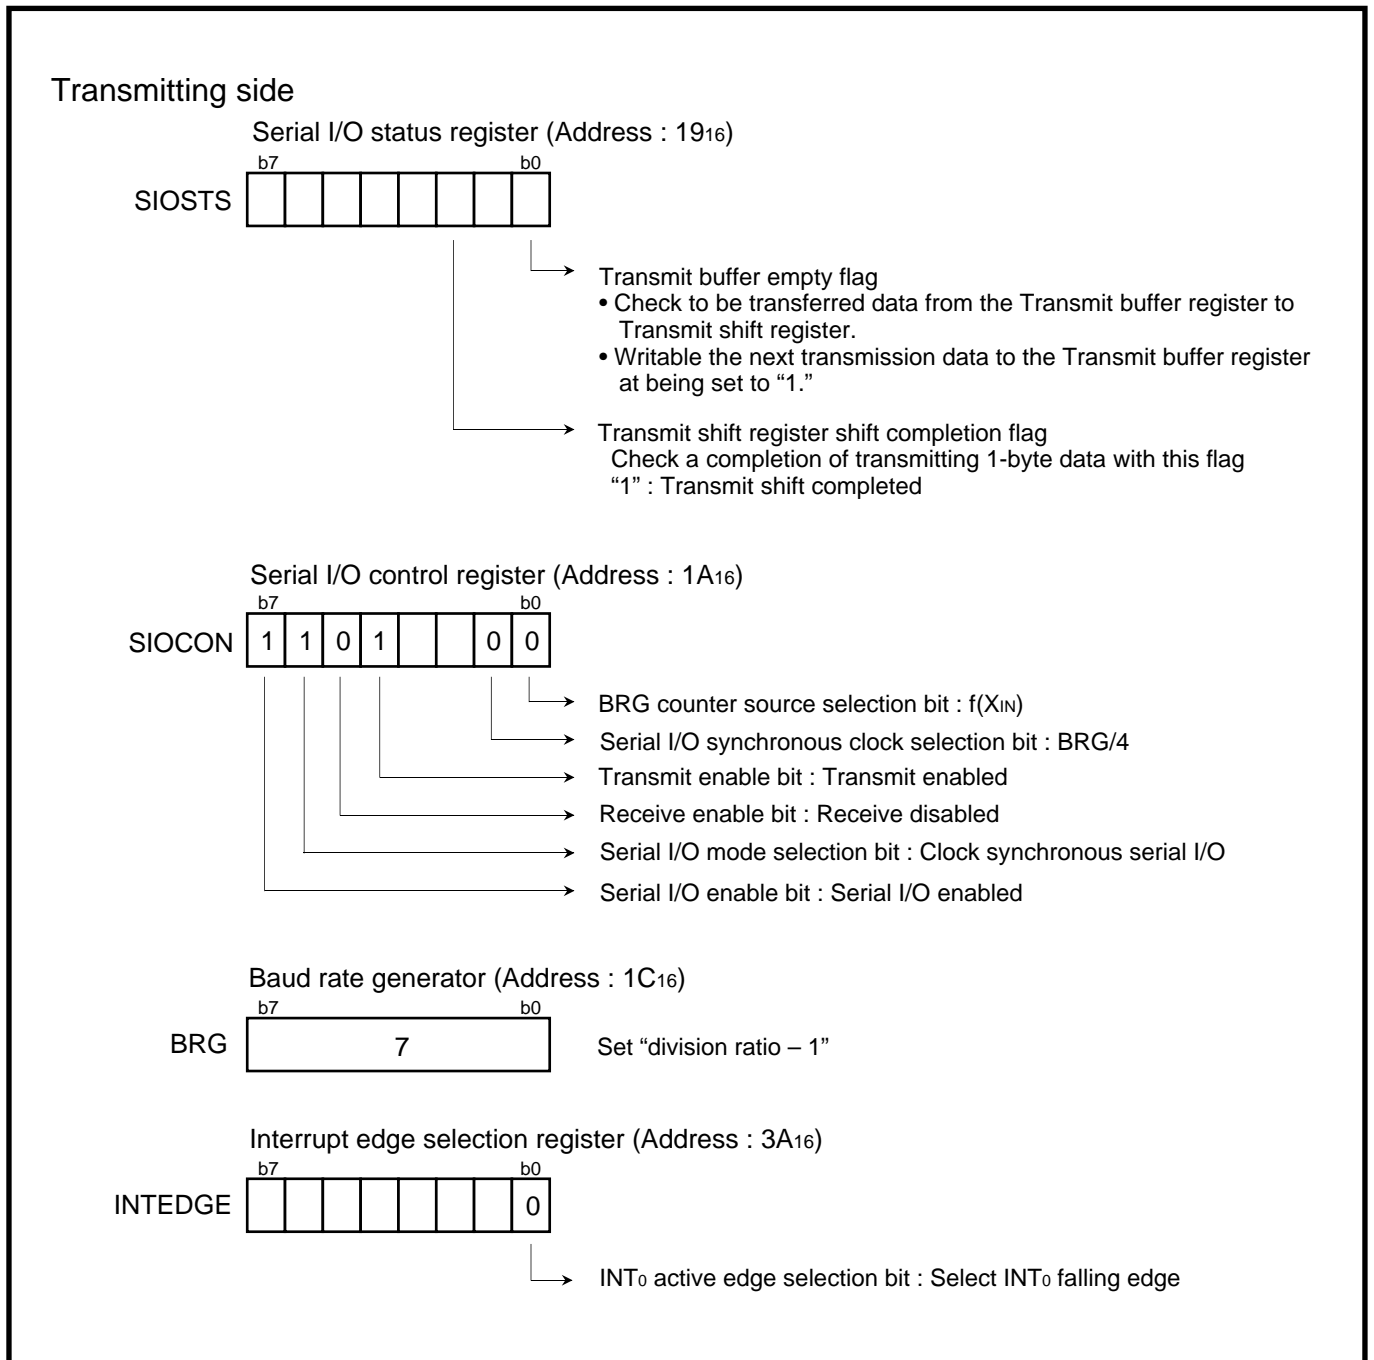 Transmitting side
Serial I/O status register (Address : 1916)
b7 b0
SIOSTS
Transmit buffer empty flag
• Check to be transferred data from the Transmit buffer register to
Transmit shift register.
• Writable the next transmission data to the Transmit buffer register
at being set to “1.”
Transmit shift register shift completion flag
Check a completion of transmitting 1-byte data with this flag
“1” : Transmit shift completed
Serial I/O control register (Address : 1A16)
b7 b0
SIOCON 1 1 0 1 0 0
BRG counter source selection bit : f(XIN)
Serial I/O synchronous clock selection bit : BRG/4
Transmit enable bit : Transmit enabled
Receive enable bit : Receive disabled
Serial I/O mode selection bit : Clock synchronous serial I/O
Serial I/O enable bit : Serial I/O enabled
Baud rate generator (Address : 1C16)
b7 b0
BRG 7 Set “division ratio – 1”
Interrupt edge selection register (Address : 3A16)
b7 b0
INTEDGE 0
INT0 active edge selection bit : Select INT0 falling edge